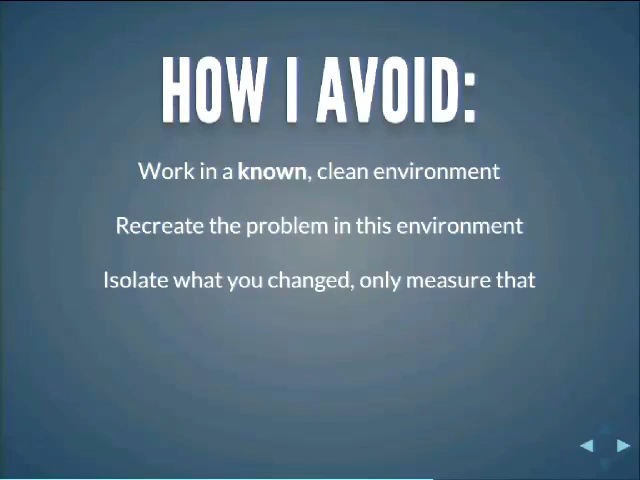 HOW I AVOID:
Work in a known, clean environment
Recreate the problem in this environment
Isolate what you changed, only measure that